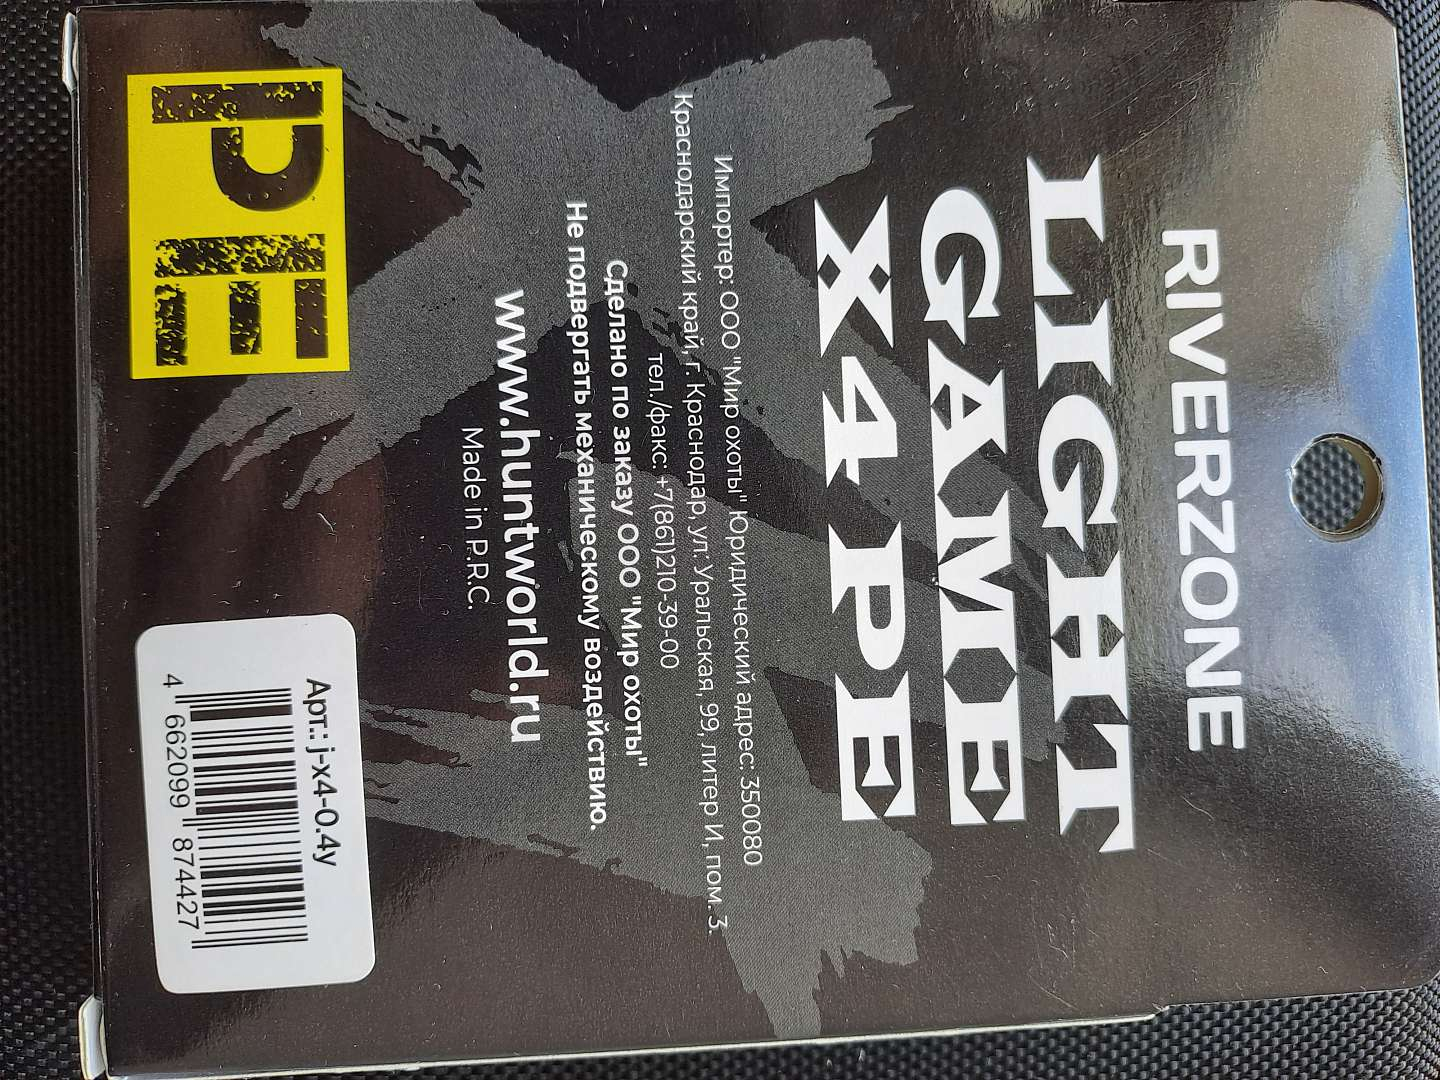 RIVERZONE
LIGHT
GAME
X4 PE
Импортер: ООО "Мир охоты" Юридический адрес: 350080
Краснодарский край, г. Краснодар, ул. Уральская, 99, литер И, пом. 3.
тел./факс: +7(861)210-39-00
Сделано по заказу ООО "Мир охоты"
Не подвергать механическому воздействию.
www.huntworld.ru
Made in P.R.C.
PE
Арт.: j-x4-0.4y
4 662099 874427